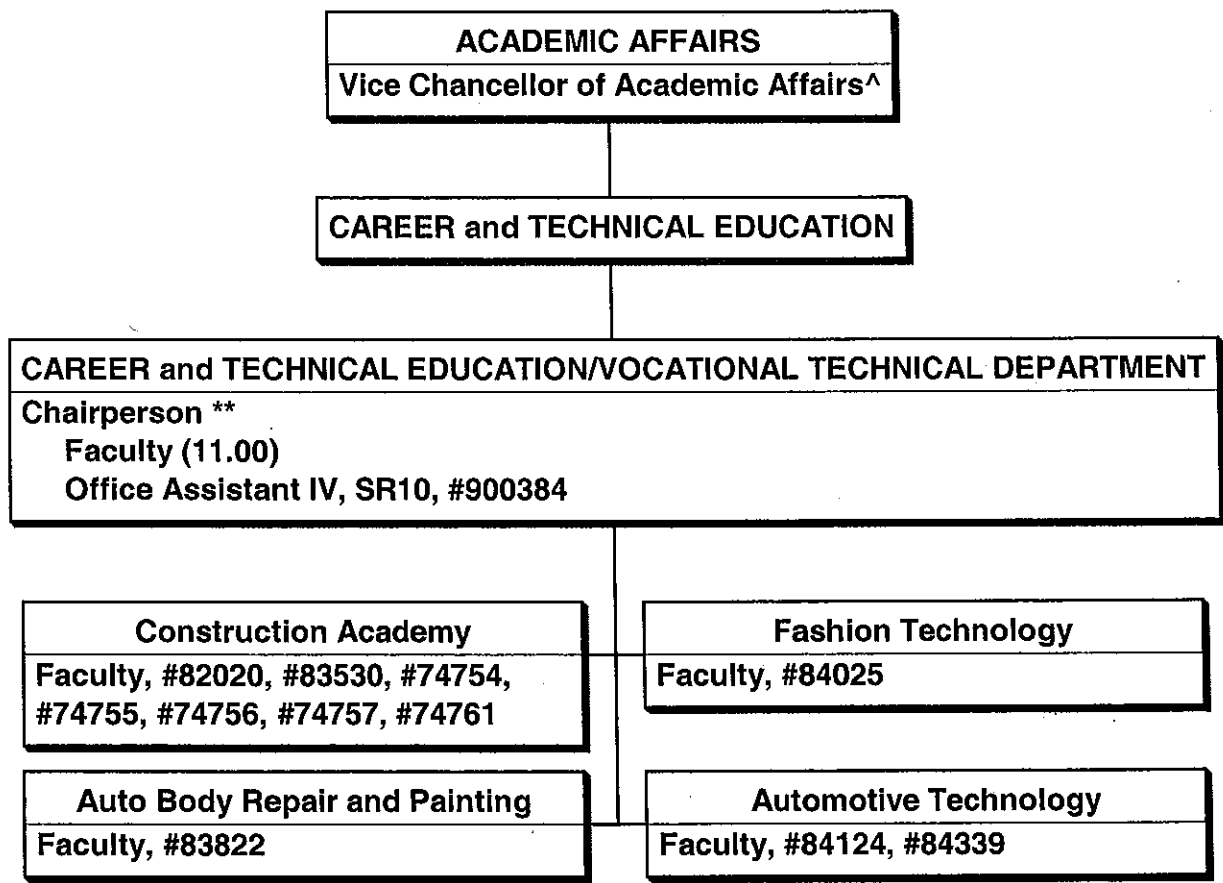 ACADEMIC AFFAIRS
Vice Chancellor of Academic Affairs^
CAREER and TECHNICAL EDUCATION
CAREER and TECHNICAL EDUCATION/VOCATIONAL TECHNICAL DEPARTMENT
Chairperson **
Faculty (11.00)
Office Assistant IV, SR10, #900384
Construction Academy
Faculty, #82020, #83530, #74754,
#74755, #74756, #74757, #74761
Fashion Technology
Faculty, #84025
Auto Body Repair and Painting
Faculty, #83822
Automotive Technology
Faculty, #84124, #84339